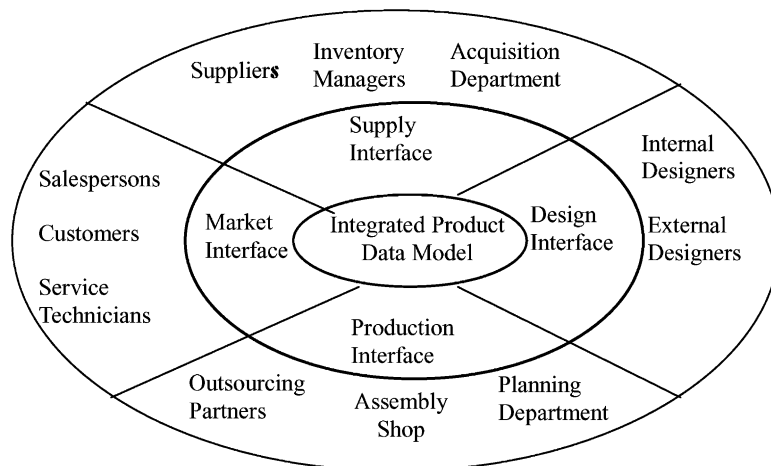 Suppliers
Inventory
Managers
Acquisition
Department
Supply
Interface
Internal
Designers
External
Designers
Salespersons
Customers
Service
Technicians
Market
Interface
Integrated Product
Data Model
Design
Interface
Production
Interface
Outsourcing
Partners
Assembly
Shop
Planning
Department